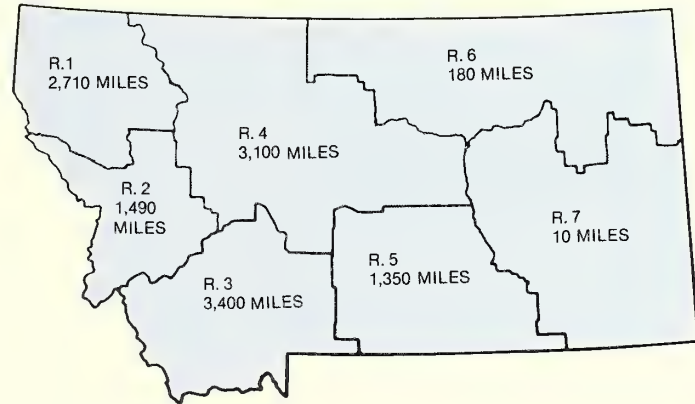 R.1
2,710 MILES
R. 6
180 MILES
R. 4
3,100 MILES
R. 2
1,490
MILES
R. 7
10 MILES
R. 5
1,350 MILES
R. 3
3,400 MILES